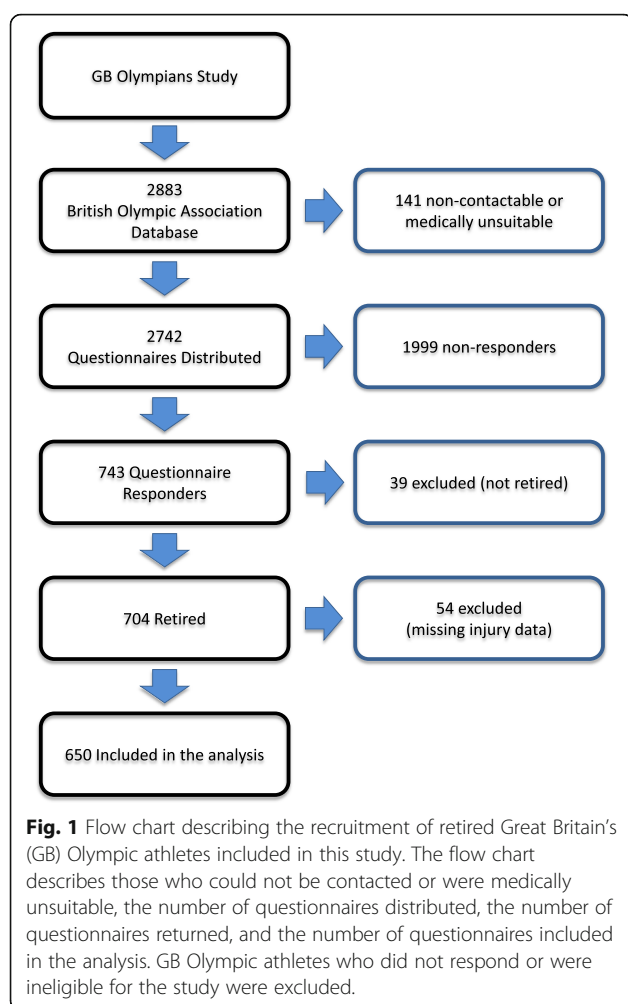 GB Olympians Study
2883
British Olympic Association
Database
141 non-contactable or
medically unsuitable
2742
Questionnaires Distributed
1999 non-responders
743 Questionnaire
Responders
39 excluded (not retired)
704 Retired
54 excluded
(missing injury data)
650 Included in the analysis
Fig. 1 Flow chart describing the recruitment of retired Great Britain's
(GB) Olympic athletes included in this study. The flow chart
describes those who could not be contacted or were medically
unsuitable, the number of questionnaires distributed, the number of
questionnaires returned, and the number of questionnaires included
in the analysis. GB Olympic athletes who did not respond or were
ineligible for the study were excluded.